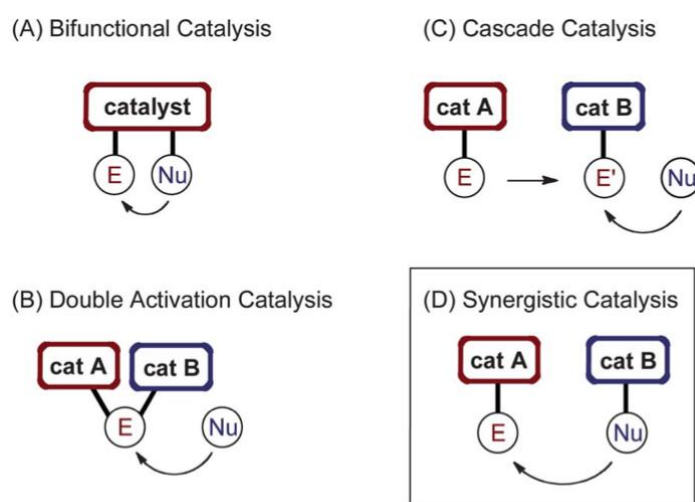 (A) Bifunctional Catalysis
catalyst
E Nu
(B) Double Activation Catalysis
cat A cat B
E Nu
(C) Cascade Catalysis
cat A cat B
E E' Nu
(D) Synergistic Catalysis
cat A cat B
E Nu